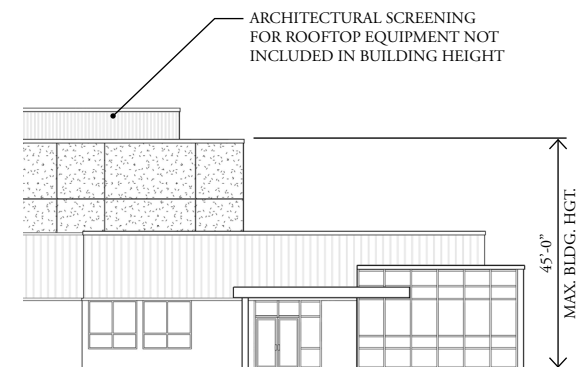 ARCHITECTURAL SCREENING
FOR ROOFTOP EQUIPMENT NOT
INCLUDED IN BUILDING HEIGHT
45'-0"
MAX. BLDG. HGT.